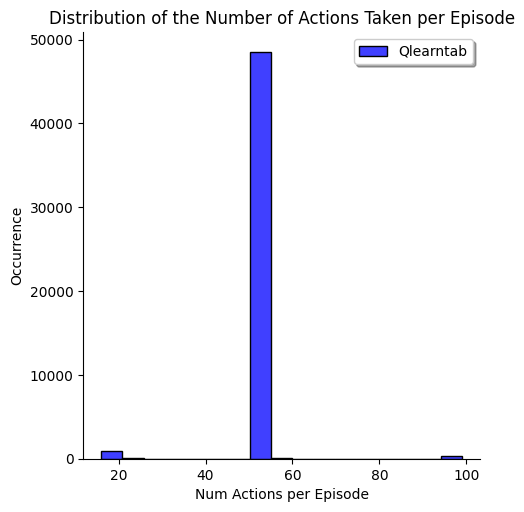 Distribution of the Number of Actions Taken per Episode
Qlearntab
50000
40000
30000
20000
10000
0
Occurrence
20 40 60 80 100
Num Actions per Episode